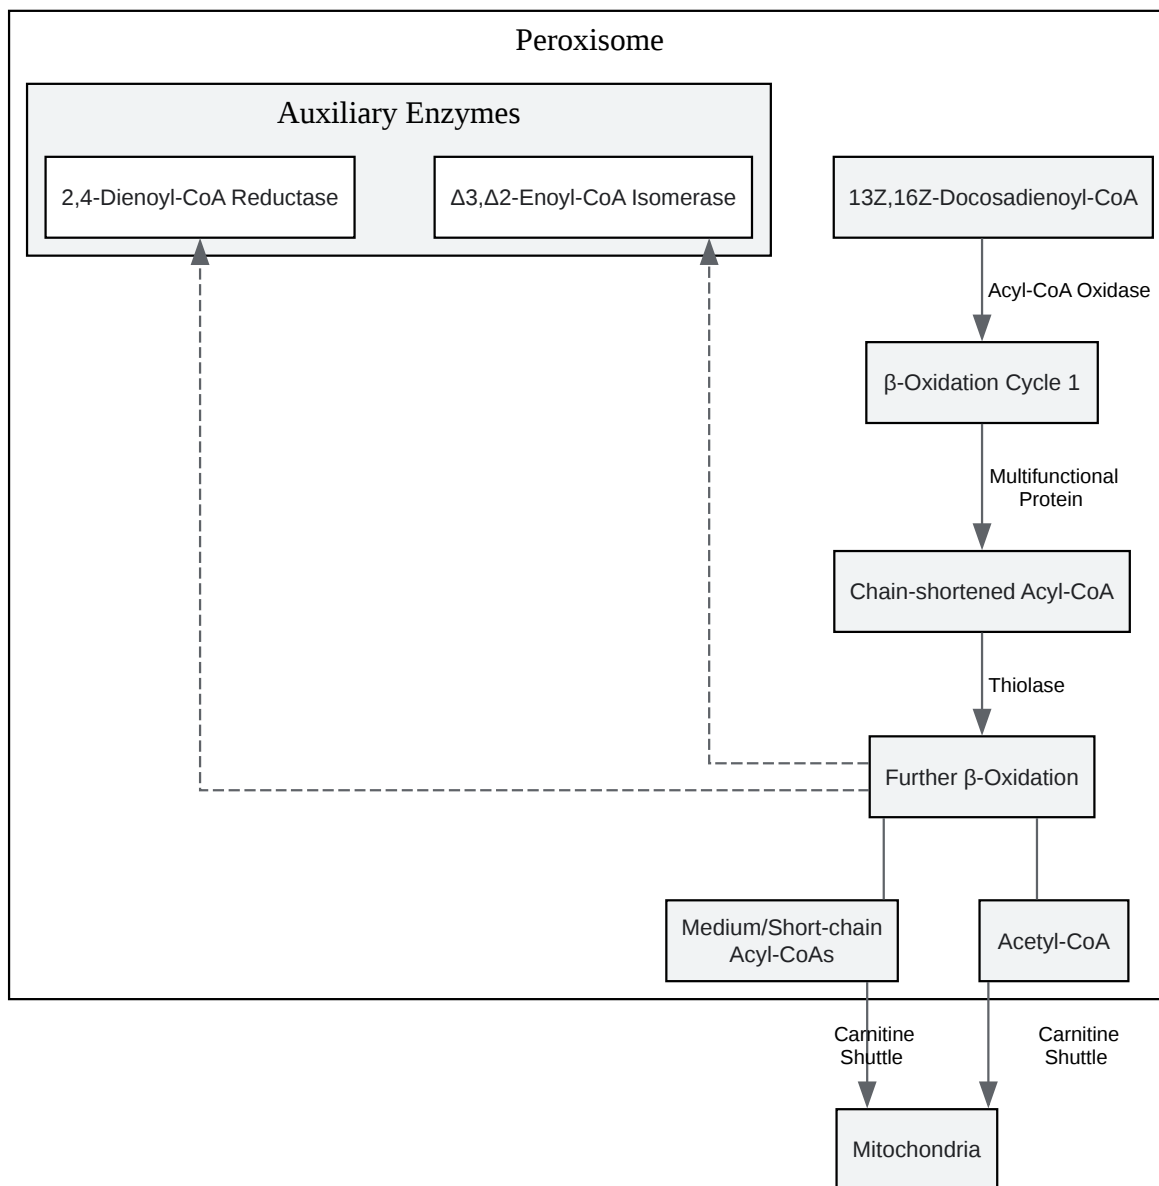 Peroxisome
Auxiliary Enzymes
2,4-Dienoyl-CoA Reductase
Δ3,Δ2-Enoyl-CoA Isomerase
13Z,16Z-Docosadienoyl-CoA
Acyl-CoA Oxidase
β-Oxidation Cycle 1
Multifunctional
Protein
Chain-shortened Acyl-CoA
Thiolase
Further β-Oxidation
Medium/Short-chain
Acyl-CoAs
Acetyl-CoA
Carnitine
Shuttle
Carnitine
Shuttle
Mitochondria